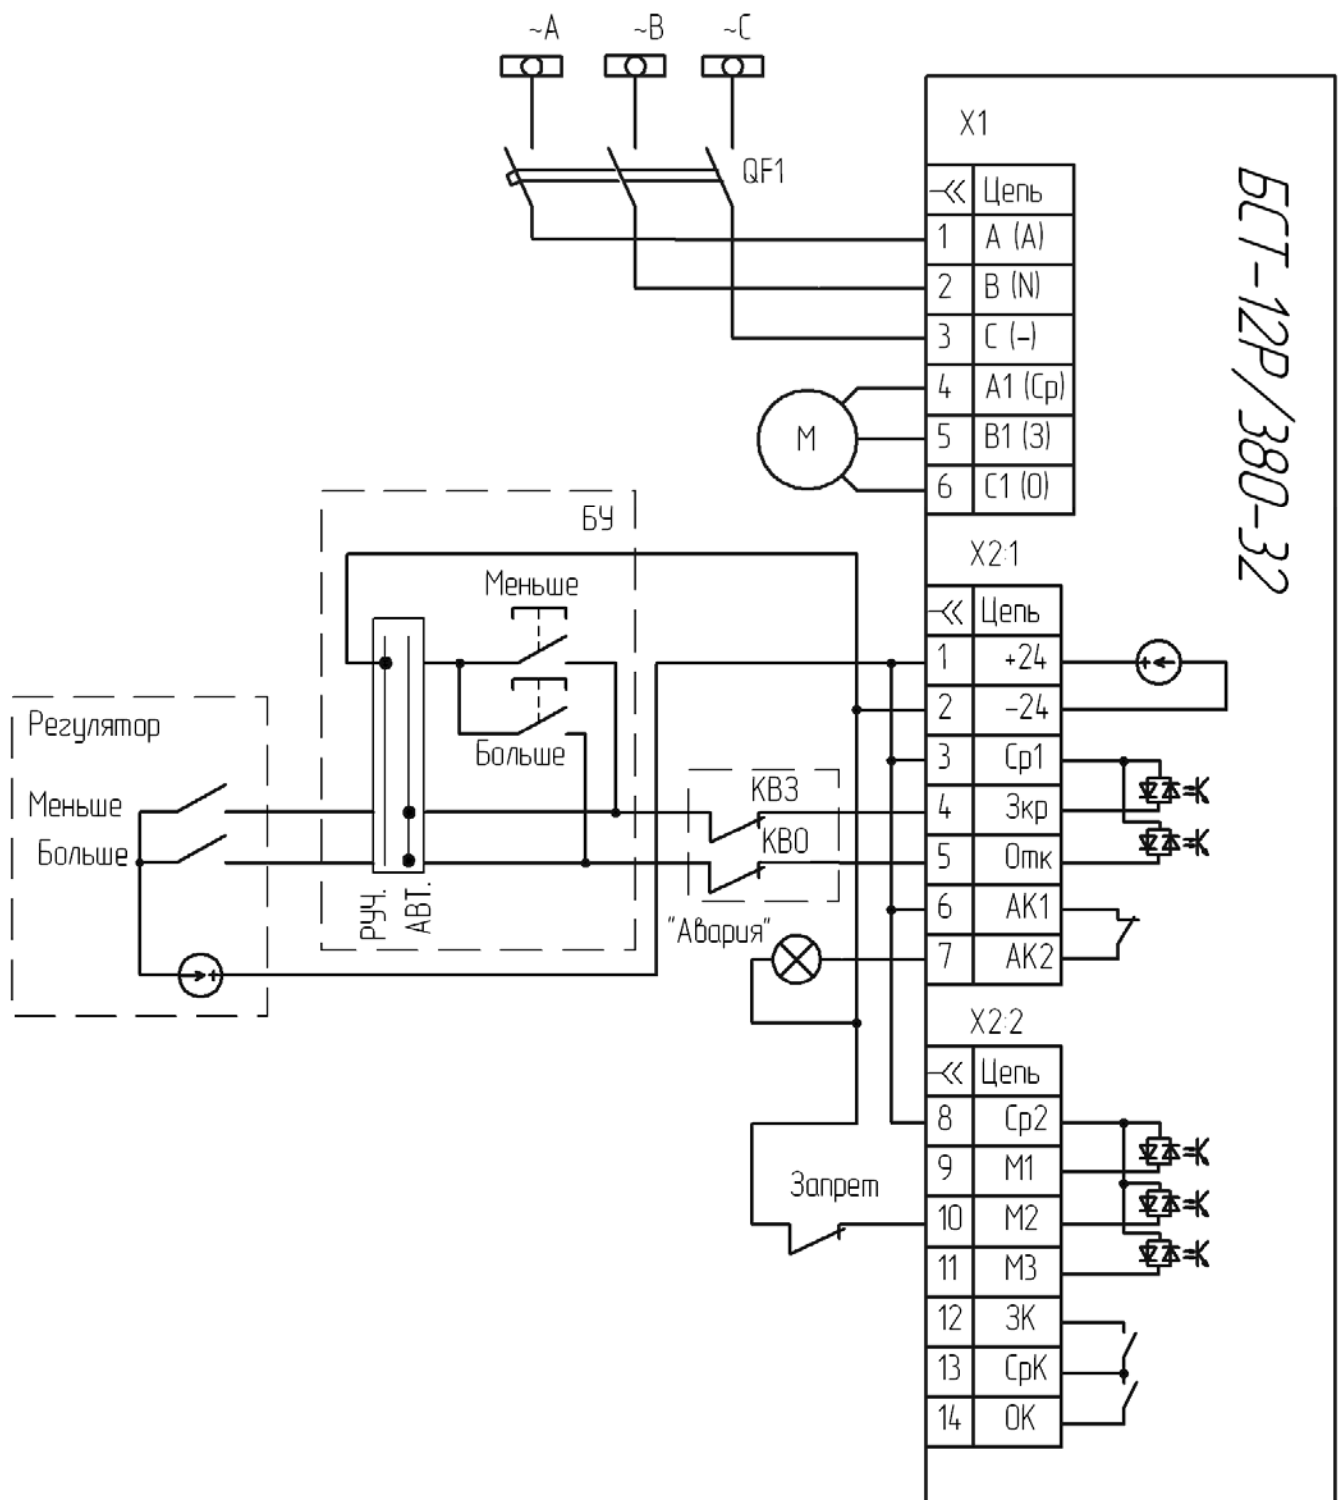 ~A ~B ~C
QF1
X1
Цепь
1 A (A)
2 B (N)
3 C (-)
4 A1 (Ср)
5 B1 (З)
6 C1 (О)
M
БСТ-12Р/380-32
X2:1
Цепь
1 +24
2 -24
3 Ср1
4 Зкр
5 Отк
6 АК1
7 АК2
БУ
Меньше
Больше
РУЧ.
АВТ.
Регулятор
Меньше
Больше
КВЗ
КВО
"Авария"
X2:2
Цепь
8 Ср2
9 М1
10 М2
11 М3
12 ЗК
13 СрК
14 ОК
Запрет